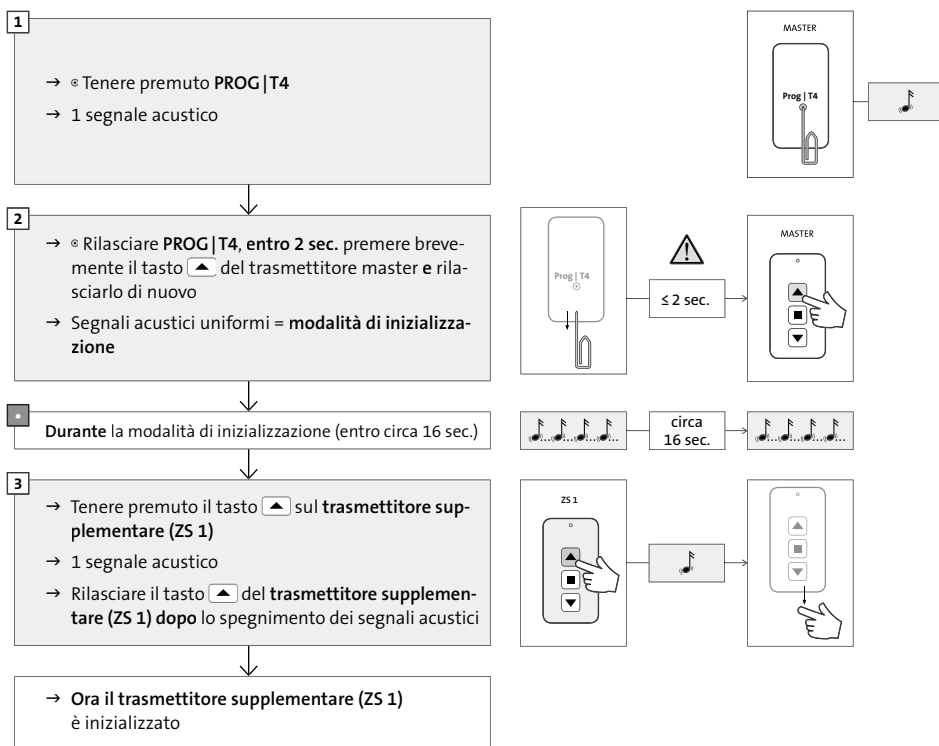 1
→ Tenere premuto PROG|T4
→ 1 segnale acustico
MASTER
Prog | T4
2
→ Rilasciare PROG|T4, entro 2 sec. premere breve-
mente il tasto ▲ del trasmettitore master e rila-
sciarlo di nuovo
→ Segnali acustici uniformi = modalità di inizializza-
zione
Prog | T4
≤ 2 sec.
MASTER
Durante la modalità di inizializzazione (entro circa 16 sec.)
circa
16 sec.
3
→ Tenere premuto il tasto ▲ sul trasmettitore sup-
plementare (ZS 1)
→ 1 segnale acustico
→ Rilasciare il tasto ▲ del trasmettitore supplemen-
tare (ZS 1) dopo lo spegnimento dei segnali acustici
ZS 1
→ Ora il trasmettitore supplementare (ZS 1)
è inizializzato